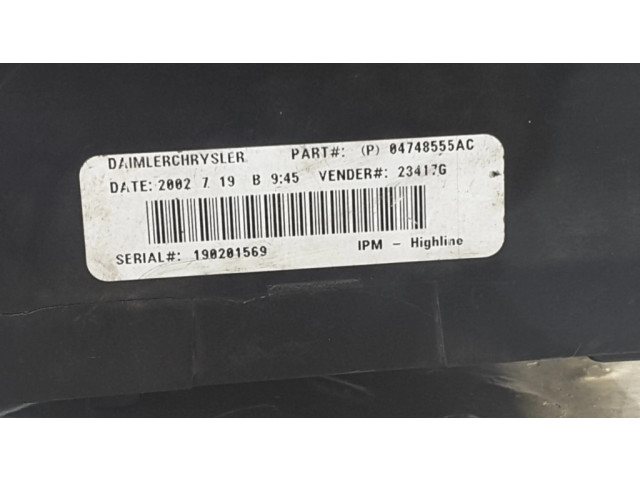 DAIMLERCHRYSLER PART#: (P) 04748555AC
DATE: 2002 7 19 B 9:45 VENDER#: 23417G
SERIAL#: 190201569 IPM - Highline